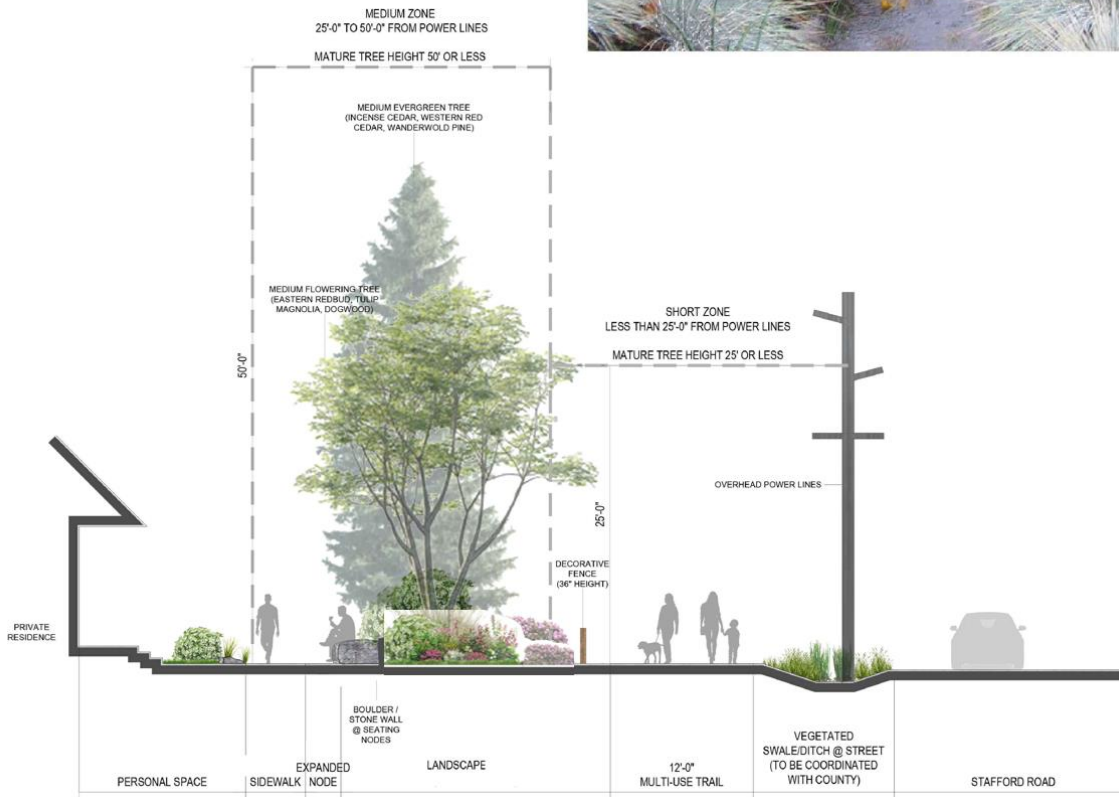 MEDIUM ZONE
25'-0" TO 50'-0" FROM POWER LINES
MATURE TREE HEIGHT 50' OR LESS
MEDIUM EVERGREEN TREE
(INCENSE CEDAR, WESTERN RED
CEDAR, WANDERWOLD PINE)
MEDIUM FLOWERING TREE
(EASTERN REDBUD, TULIP
MAGNOLIA, DOGWOOD)
50'-0"
SHORT ZONE
LESS THAN 25'-0" FROM POWER LINES
MATURE TREE HEIGHT 25' OR LESS
OVERHEAD POWER LINES
25'-0"
DECORATIVE
FENCE
(36" HEIGHT)
PRIVATE
RESIDENCE
BOULDER /
STONE WALL
@ SEATING
NODES
PERSONAL SPACE
SIDEWALK
EXPANDED
NODE
LANDSCAPE
12'-0"
MULTI-USE TRAIL
VEGETATED
SWALE/DITCH @ STREET
(TO BE COORDINATED
WITH COUNTY)
STAFFORD ROAD